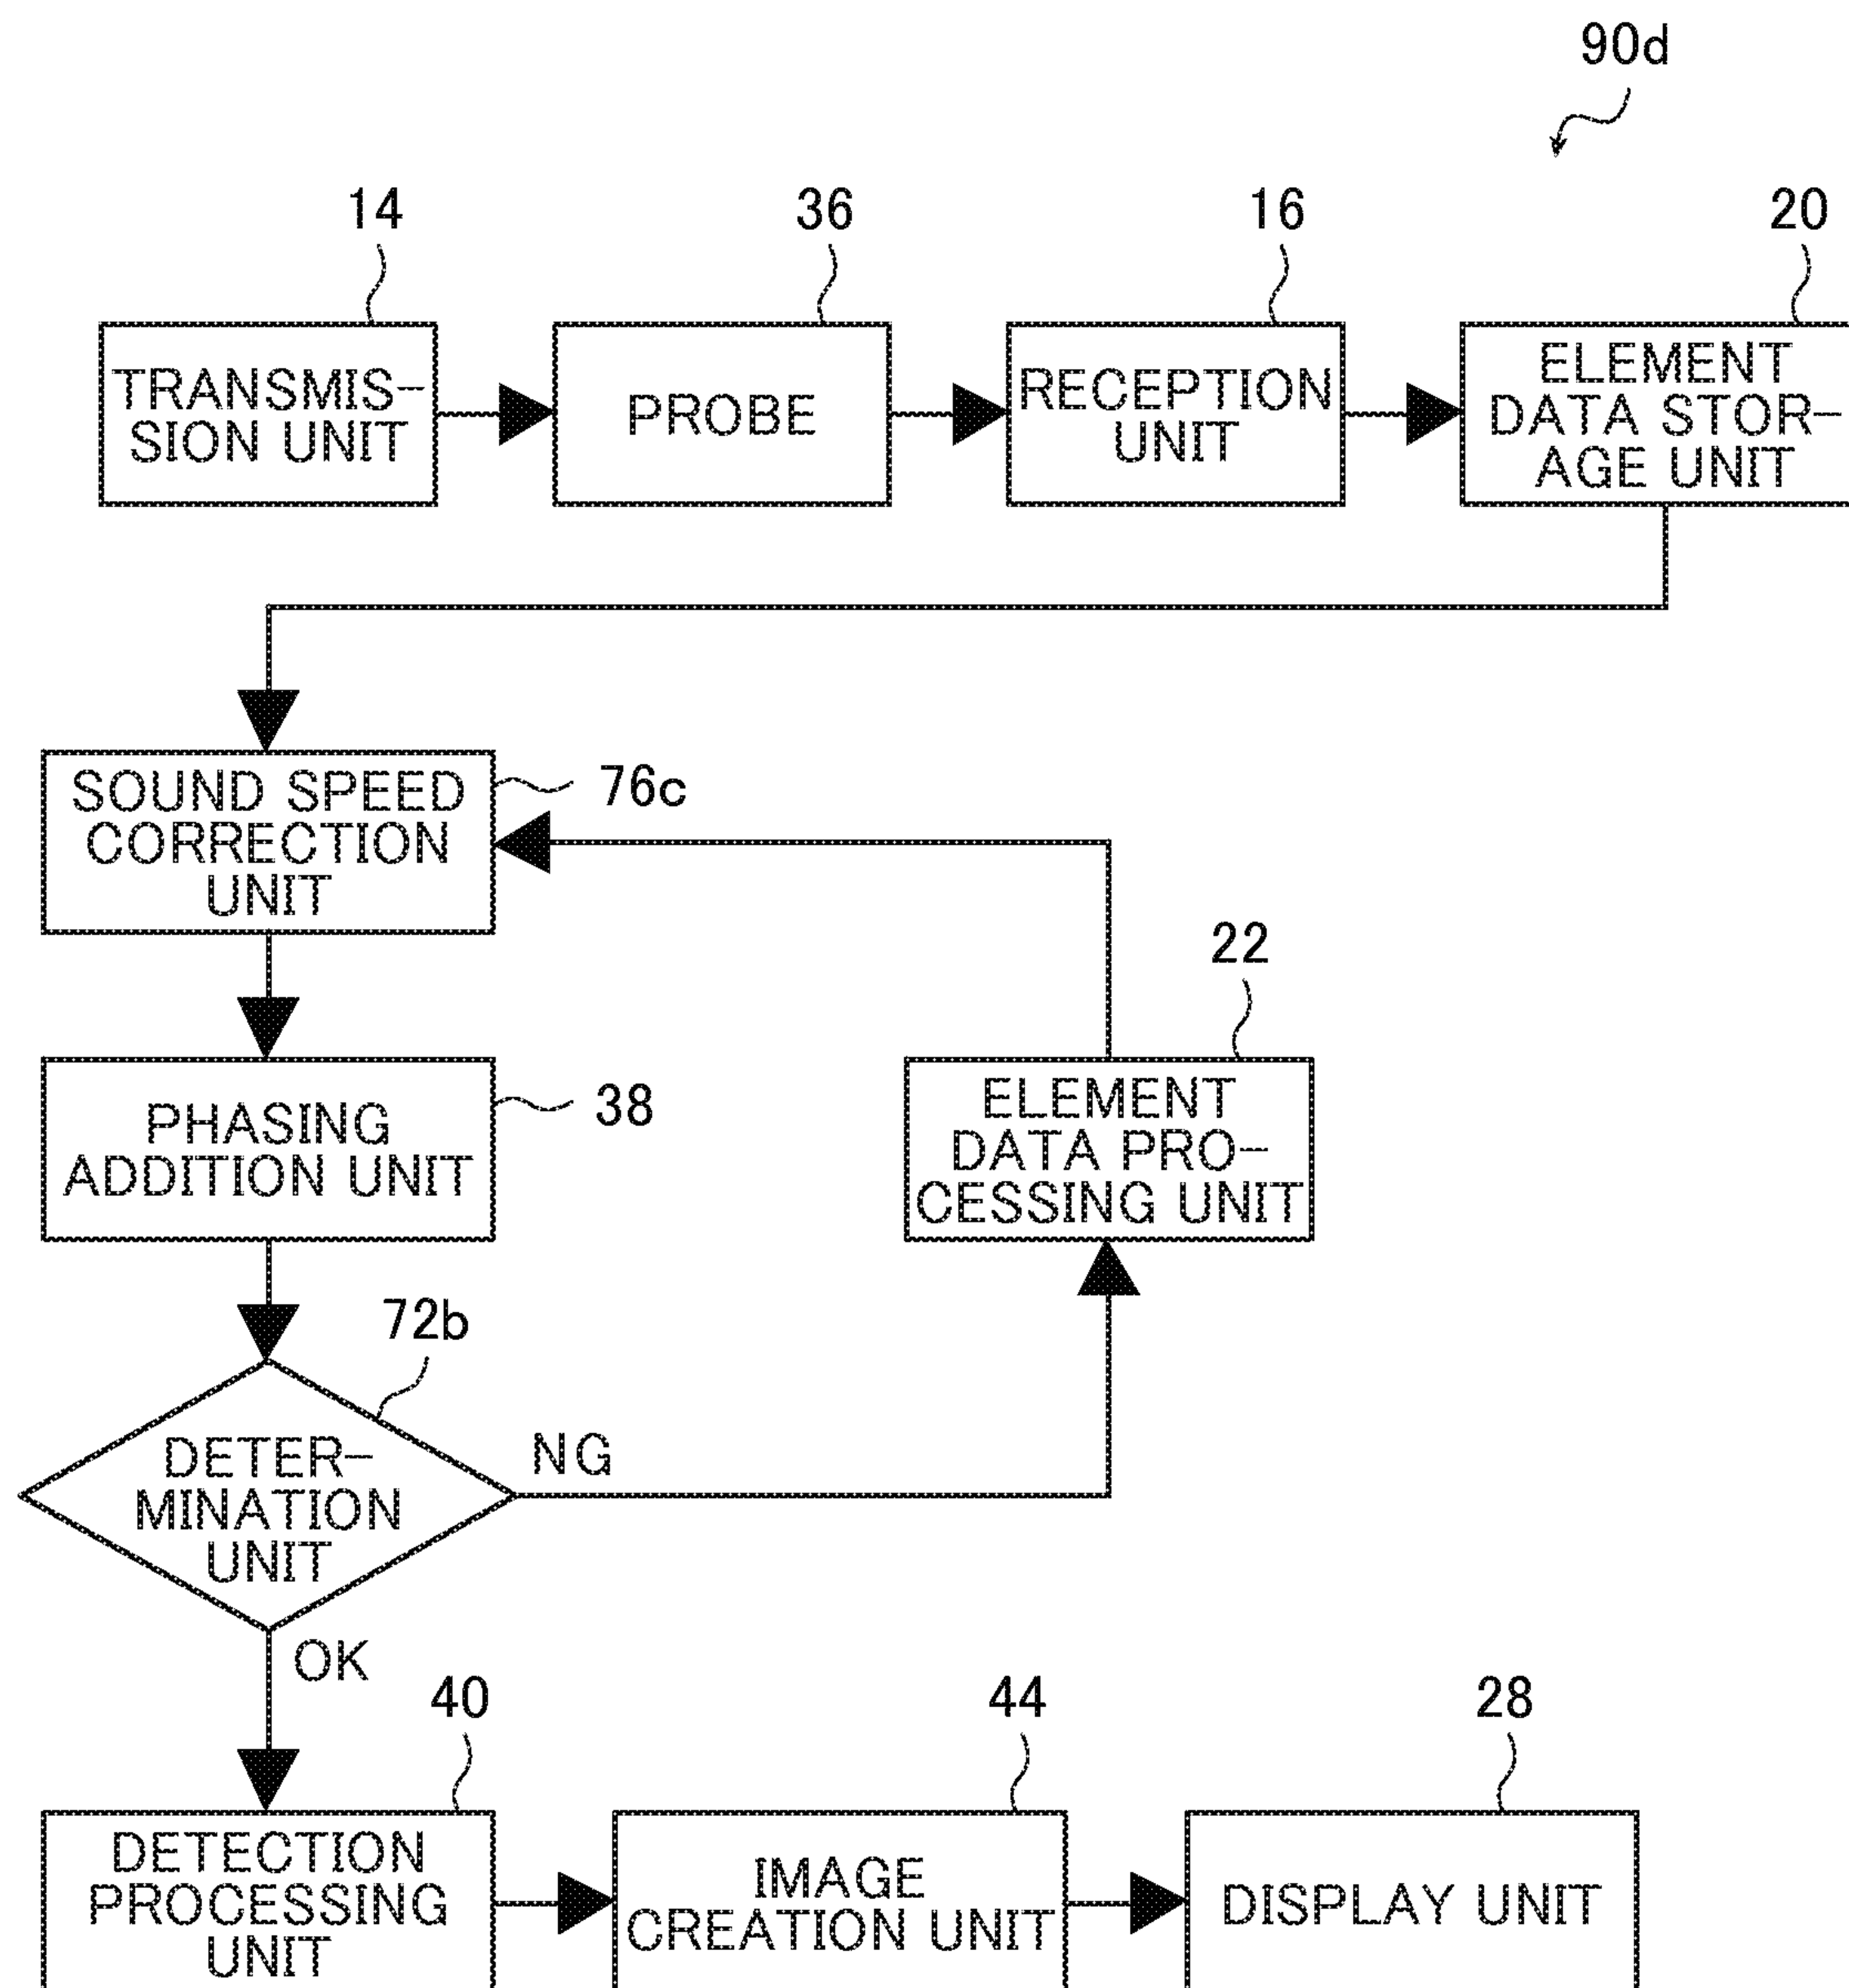 90d
14
36
16
20
TRANSMIS-
SION UNIT
PROBE
RECEPTION
UNIT
ELEMENT
DATA STOR-
AGE UNIT
SOUND SPEED
CORRECTION
UNIT
76c
22
PHASING
ADDITION UNIT
38
ELEMENT
DATA PRO-
CESSING UNIT
72b
DETER-
MINATION
UNIT
NG
OK
40
44
28
DETECTION
PROCESSING
UNIT
IMAGE
CREATION UNIT
DISPLAY UNIT